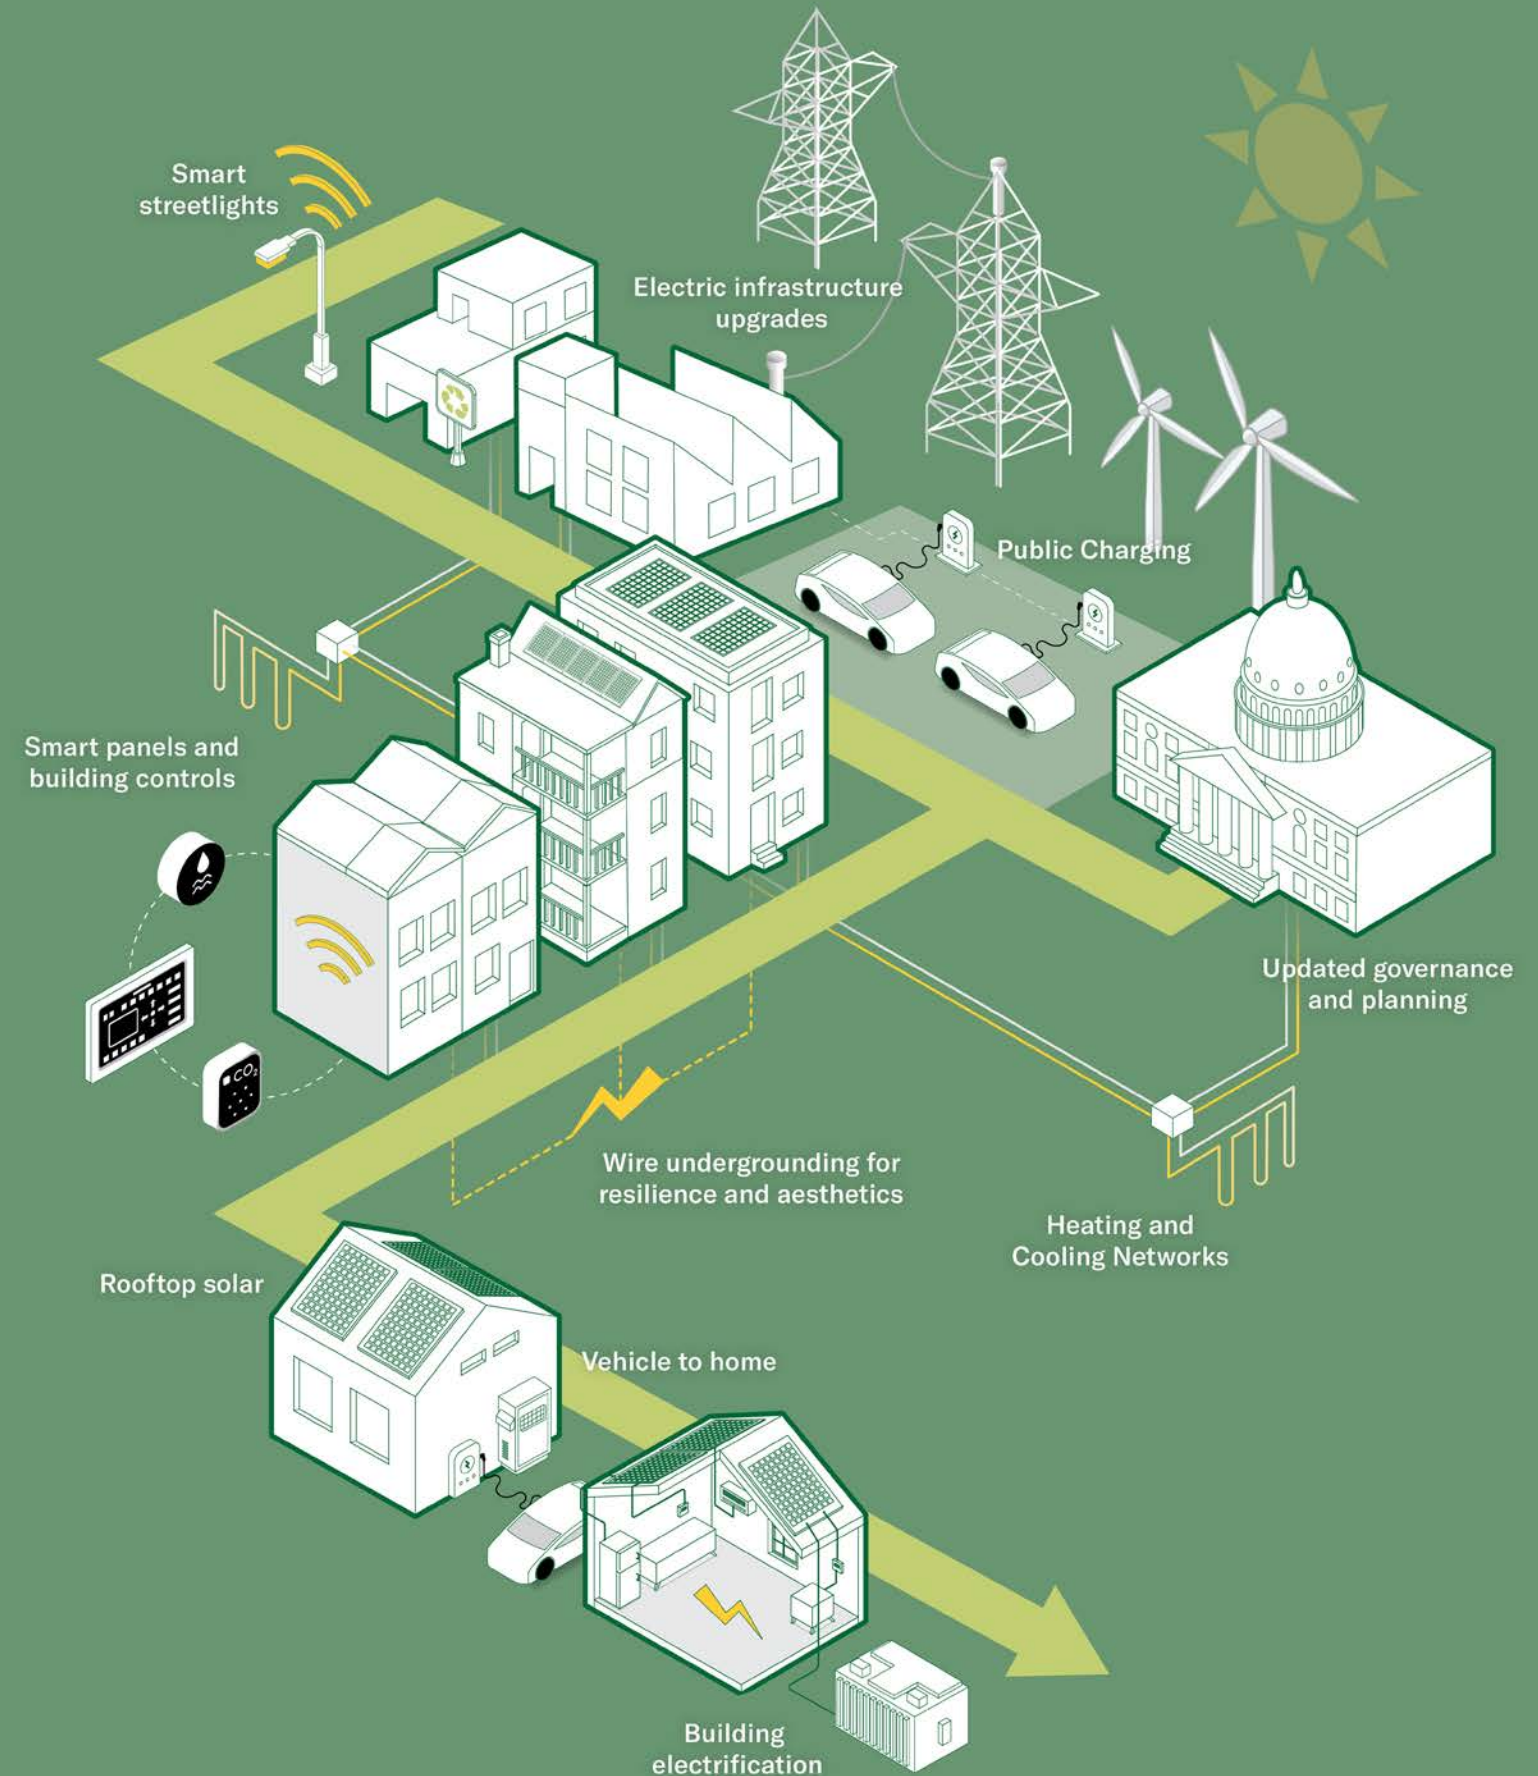 Smart
streetlights
Electric infrastructure
upgrades
Public Charging
Smart panels and
building controls
CO₂
Updated governance
and planning
Wire undergrounding for
resilience and aesthetics
Heating and
Cooling Networks
Rooftop solar
Vehicle to home
Building
electrification